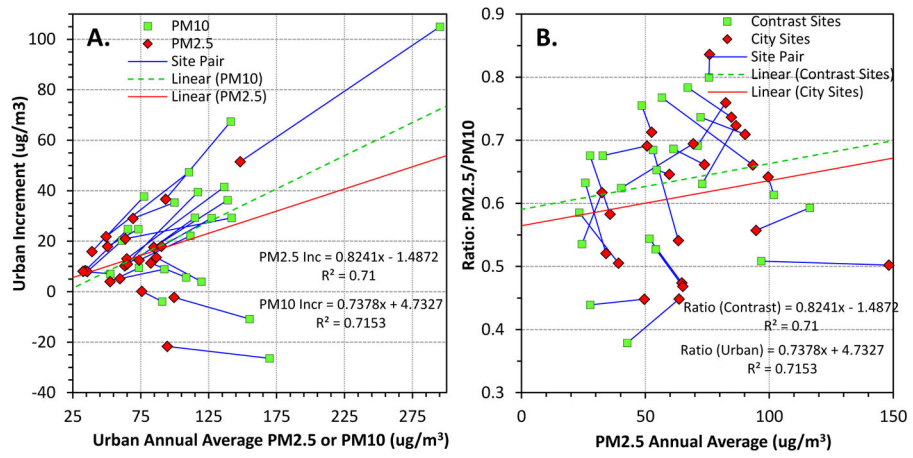 A.
PM10
PM2.5
Site Pair
Linear (PM10)
Linear (PM2.5)
100
80
60
40
20
0
-20
-40
25
75
125
175
225
275
Urban Increment (ug/m3)
Urban Annual Average PM2.5 or PM10 (ug/m³)
PM2.5 Inc = 0.8241x - 1.4872
R² = 0.71
PM10 Incr = 0.7378x + 4.7327
R² = 0.7153
B.
Contrast Sites
City Sites
Site Pair
Linear (Contrast Sites)
Linear (City Sites)
0.9
0.8
0.7
0.6
0.5
0.4
0.3
0
50
100
150
Ratio: PM2.5/PM10
PM2.5 Annual Average (ug/m³)
Ratio (Contrast) = 0.8241x - 1.4872
R² = 0.71
Ratio (Urban) = 0.7378x + 4.7327
R² = 0.7153